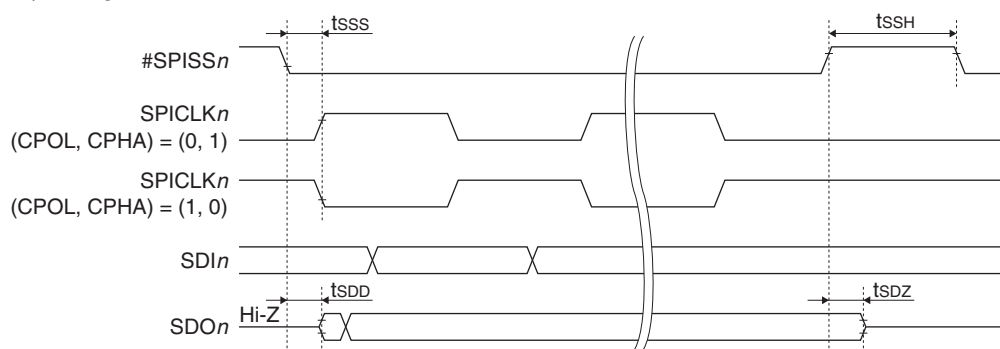 tSSS
tSSH
#SPISSn
SPICLKn
(CPOL, CPHA) = (0, 1)
SPICLKn
(CPOL, CPHA) = (1, 0)
SDIn
tSDD
tSDZ
Hi-Z
SDOn